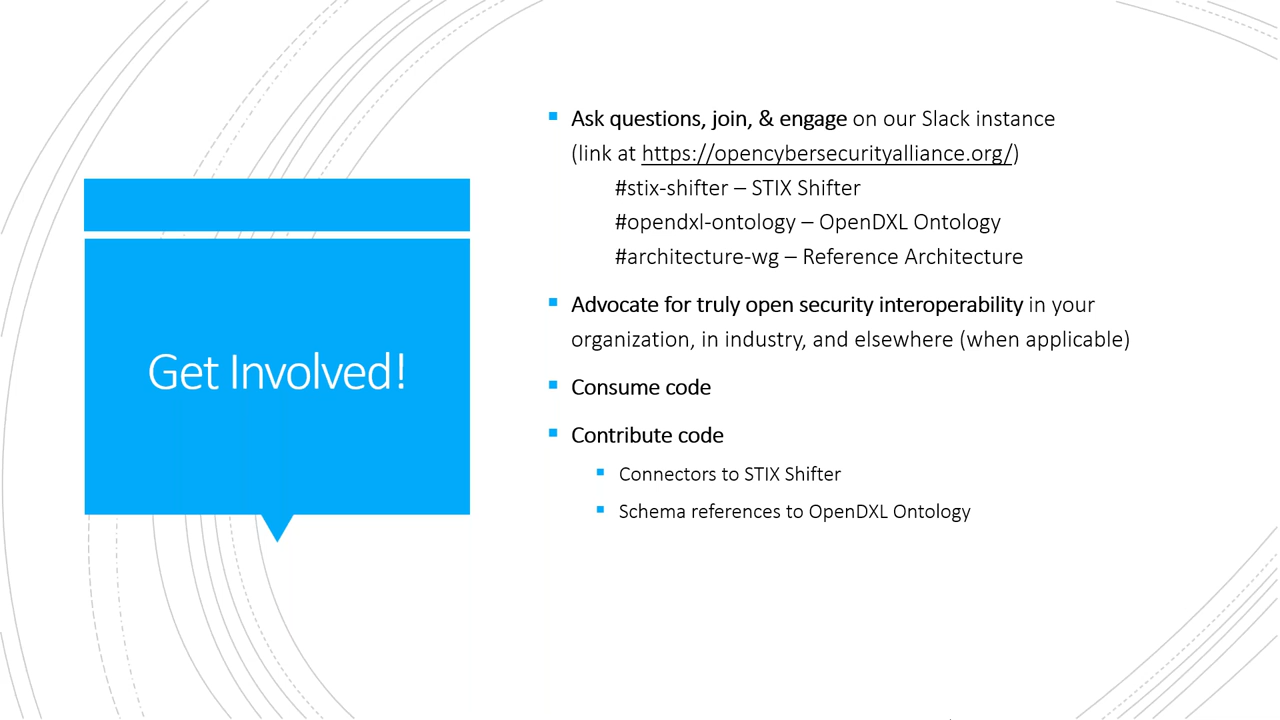 Get Involved!
Ask questions, join, & engage on our Slack instance
(link at https://opencybersecurityalliance.org/)
#stix-shifter – STIX Shifter
#opendxl-ontology – OpenDXL Ontology
#architecture-wg – Reference Architecture
Advocate for truly open security interoperability in your
organization, in industry, and elsewhere (when applicable)
Consume code
Contribute code
Connectors to STIX Shifter
Schema references to OpenDXL Ontology